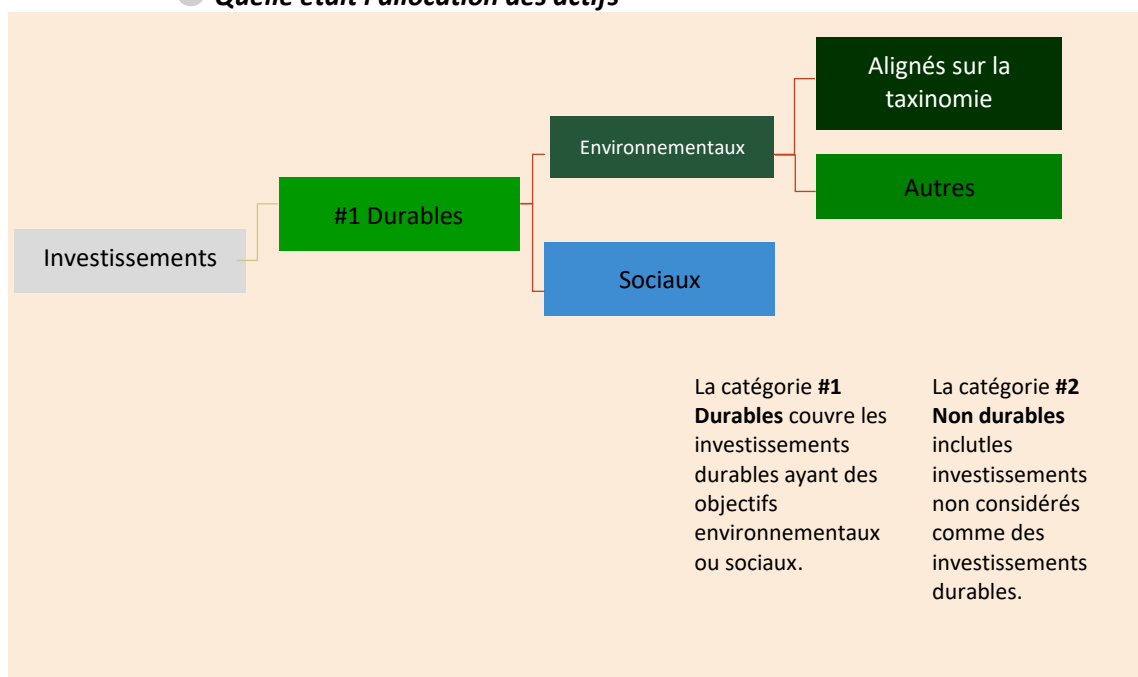 Quelle était l'allocation des actifs
Alignés sur la
taxinomie
Environnementaux
Autres
#1 Durables
Investissements
Sociaux
La catégorie #1
Durables couvre les
investissements
durables ayant des
objectifs
environnementaux
ou sociaux.
La catégorie #2
Non durables
inclutles
investissements
non considérés
comme des
investissements
durables.